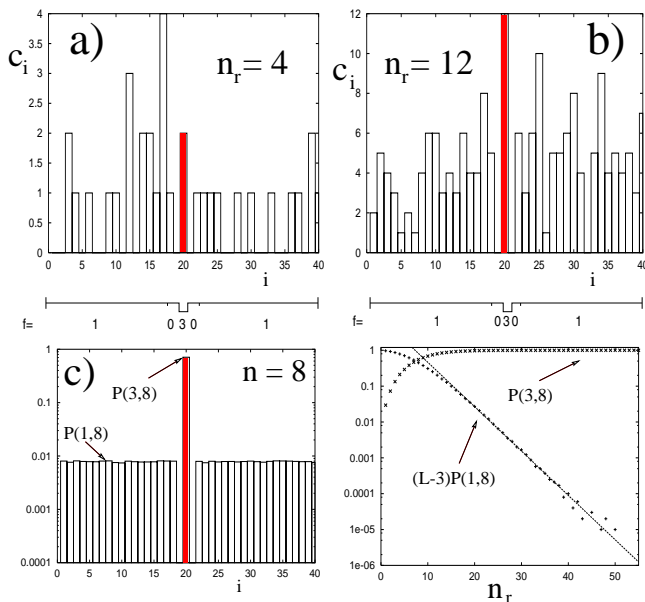 a)
c_i
n_r = 4
4
3.5
3
2.5
2
1.5
1
0.5
0
0 5 10 15 20 25 30 35 40
i
b)
c_i
n_r = 12
12
10
8
6
4
2
0
0 5 10 15 20 25 30 35 40
i
f= 1 0 3 0 1
f= 1 0 3 0 1
c)
n = 8
P(3,8)
P(1,8)
1
0.1
0.01
0.001
0.0001
0 5 10 15 20 25 30 35 40
i
1
0.1
0.01
0.001
0.0001
1e-05
1e-06
P(3,8)
(L-3)P(1,8)
0 10 20 30 40 50
n_r